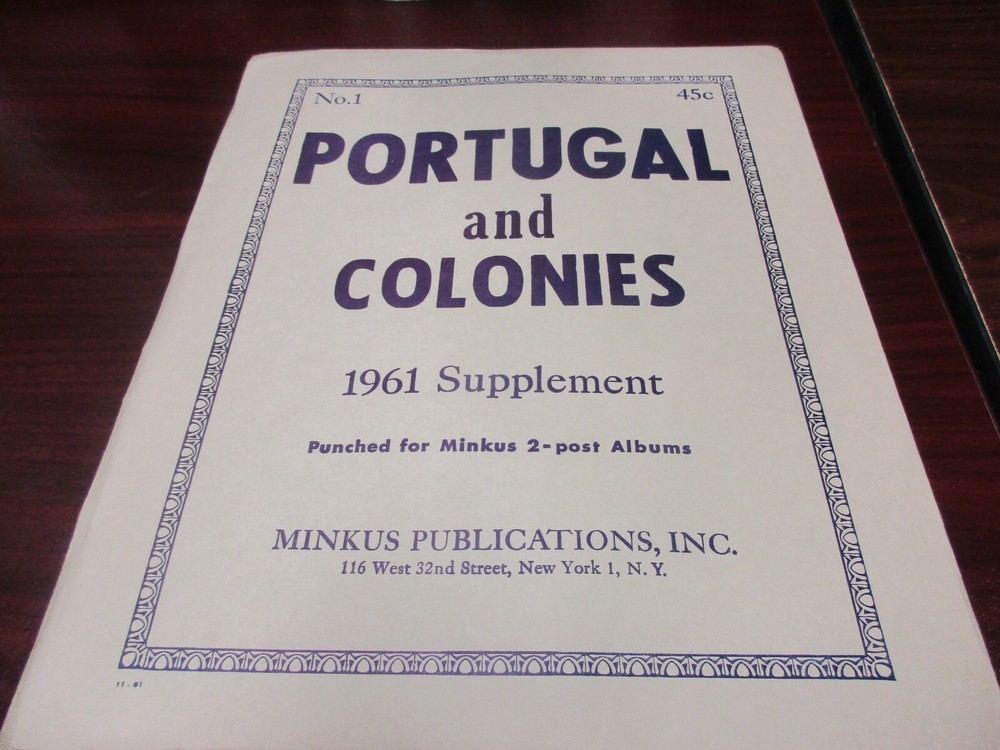 No.1
45c
PORTUGAL
and
COLONIES
1961 Supplement
Punched for Minkus 2-post Albums
MINKUS PUBLICATIONS, INC.
116 West 32nd Street, New York 1, N. Y.
11 - 61